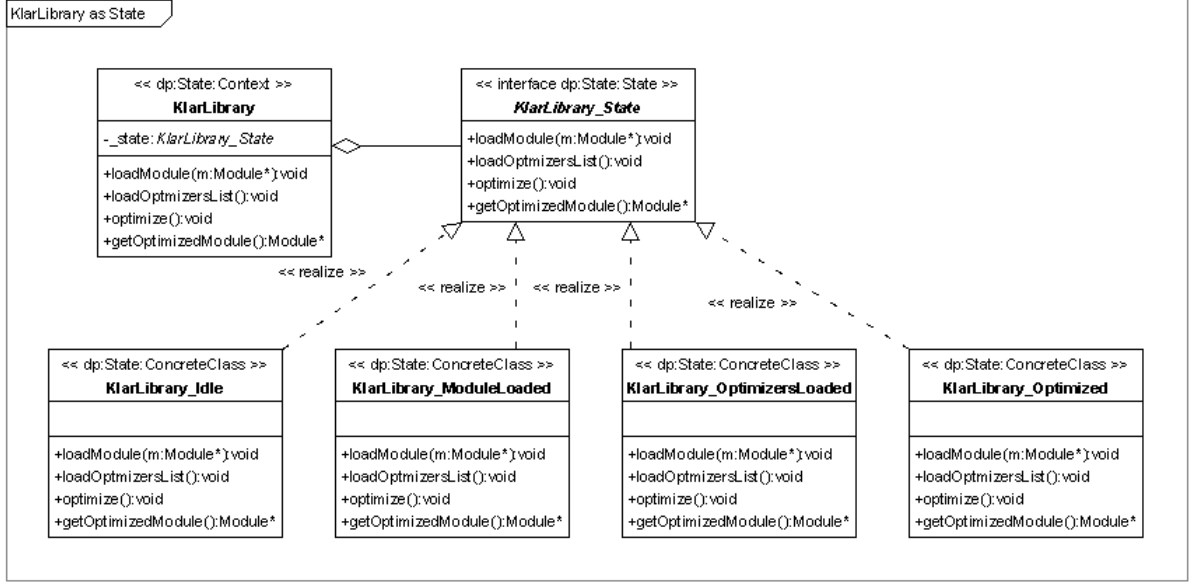 KlarLibrary as State
<< dp:State:Context >>
KlarLibrary
-_state: KlarLibrary_State
+loadModule(m:Module*):void
+loadOptmizersList():void
+optimize():void
+getOptimizedModule():Module*
<< interface dp:State:State >>
KlarLibrary_State
+loadModule(m:Module*):void
+loadOptmizersList():void
+optimize():void
+getOptimizedModule():Module*
<< realize >>
<< realize >>
<< realize >>
<< realize >>
<< dp:State:ConcreteClass >>
KlarLibrary_Idle
+loadModule(m:Module*):void
+loadOptmizersList():void
+optimize():void
+getOptimizedModule():Module*
<< dp:State:ConcreteClass >>
KlarLibrary_ModuleLoaded
+loadModule(m:Module*):void
+loadOptmizersList():void
+optimize():void
+getOptimizedModule():Module*
<< dp:State:ConcreteClass >>
KlarLibrary_OptimizersLoaded
+loadModule(m:Module*):void
+loadOptmizersList():void
+optimize():void
+getOptimizedModule():Module*
<< dp:State:ConcreteClass >>
KlarLibrary_Optimized
+loadModule(m:Module*):void
+loadOptmizersList():void
+optimize():void
+getOptimizedModule():Module*